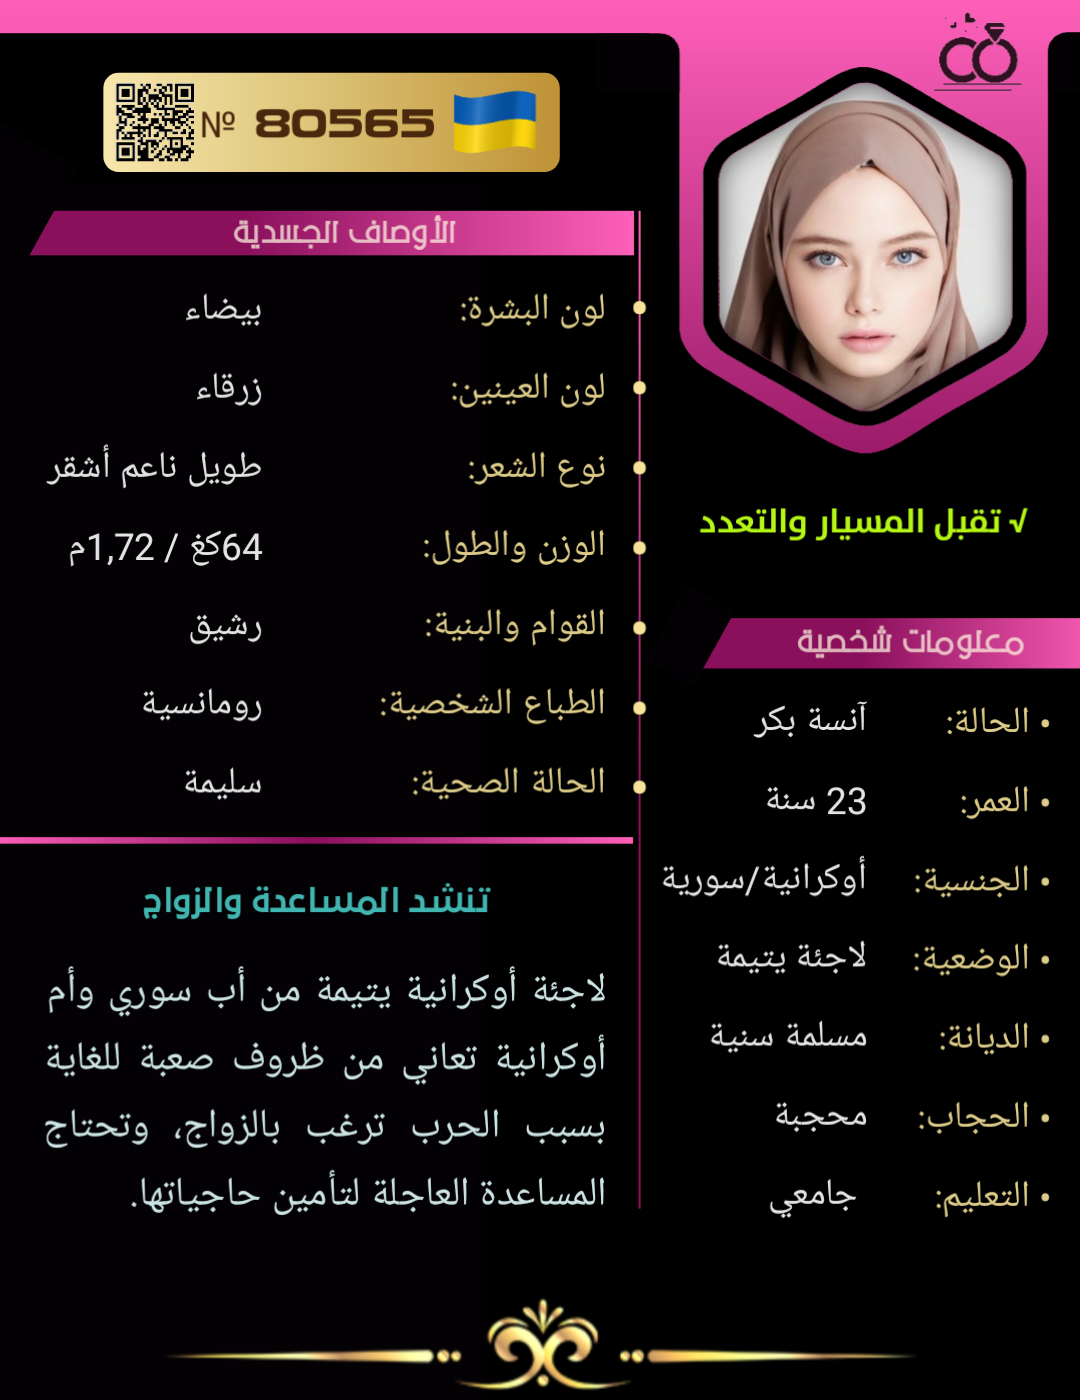 № 80565
√ تقبل المسيار والتعدد
معلومات شخصية
• الحالة: آنسة بكر
• العمر: 23 سنة
• الجنسية: أوكرانية/سورية
• الوضعية: لاجئة يتيمة
• الديانة: مسلمة سنية
• الحجاب: محجبة
• التعليم: جامعي
الأوصاف الجسدية
لون البشرة: بيضاء
لون العينين: زرقاء
نوع الشعر: طويل ناعم أشقر
الوزن والطول: 64كغ / 1,72م
القوام والبنية: رشيق
الطباع الشخصية: رومانسية
الحالة الصحية: سليمة
تنشد المساعدة والزواج
لاجئة أوكرانية يتيمة من أب سوري وأم
أوكرانية تعاني من ظروف صعبة للغاية
بسبب الحرب ترغب بالزواج، وتحتاج
المساعدة العاجلة لتأمين حاجياتها.